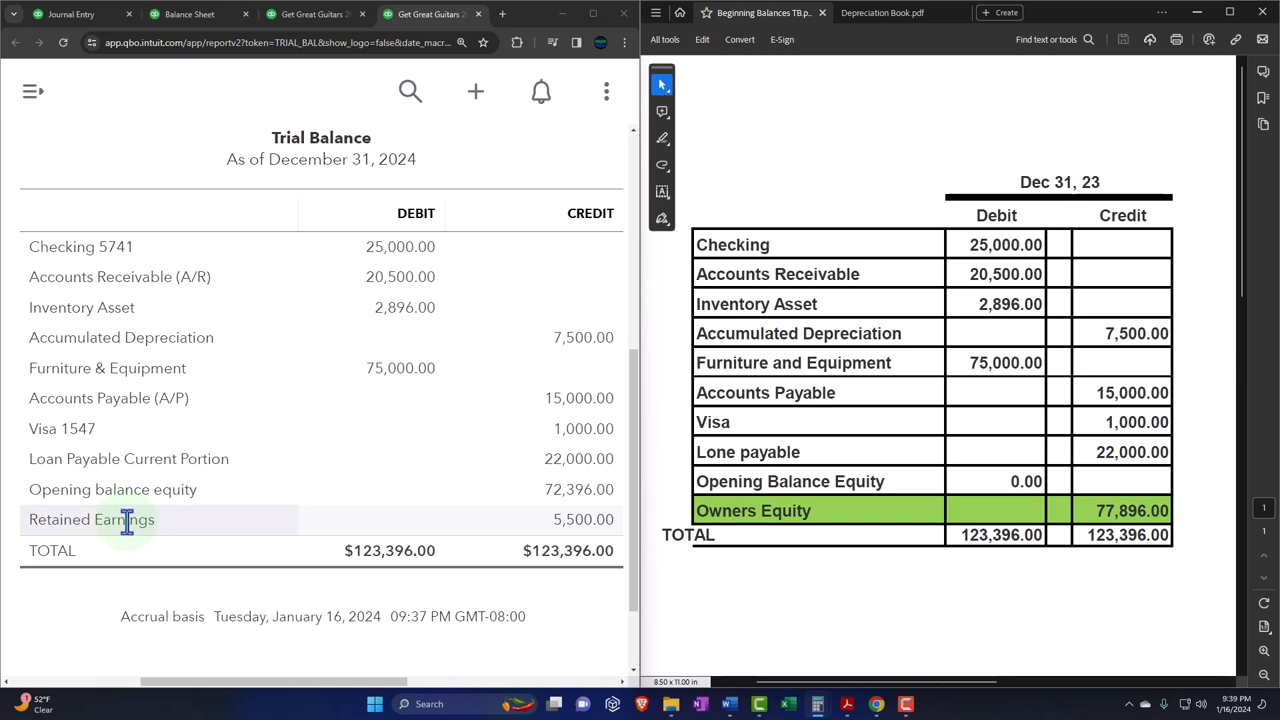 Journal Entry
Balance Sheet
Get Great Guitars 2
Get Great Guitars 2
Beginning Balances TB.p...
Depreciation Book.pdf
Create
app.qbo.intuit.com/app/reportv2?token=TRIAL_BAL&show_logo=false&date_macr...
All tools Edit Convert E-Sign
Find text or tools
Trial Balance
As of December 31, 2024
DEBIT CREDIT
Checking 5741 25,000.00
Accounts Receivable (A/R) 20,500.00
Inventory Asset 2,896.00
Accumulated Depreciation 7,500.00
Furniture & Equipment 75,000.00
Accounts Payable (A/P) 15,000.00
Visa 1547 1,000.00
Loan Payable Current Portion 22,000.00
Opening balance equity 72,396.00
Retained Earnings 5,500.00
TOTAL $123,396.00 $123,396.00
Accrual basis Tuesday, January 16, 2024 09:37 PM GMT-08:00
Dec 31, 23
Debit Credit
Checking 25,000.00
Accounts Receivable 20,500.00
Inventory Asset 2,896.00
Accumulated Depreciation 7,500.00
Furniture and Equipment 75,000.00
Accounts Payable 15,000.00
Visa 1,000.00
Lone payable 22,000.00
Opening Balance Equity 0.00
Owners Equity 77,896.00
TOTAL 123,396.00 123,396.00
1
1
8.50 x 11.00 in
1
52°F
Clear
Search
9:39 PM
1/16/2024